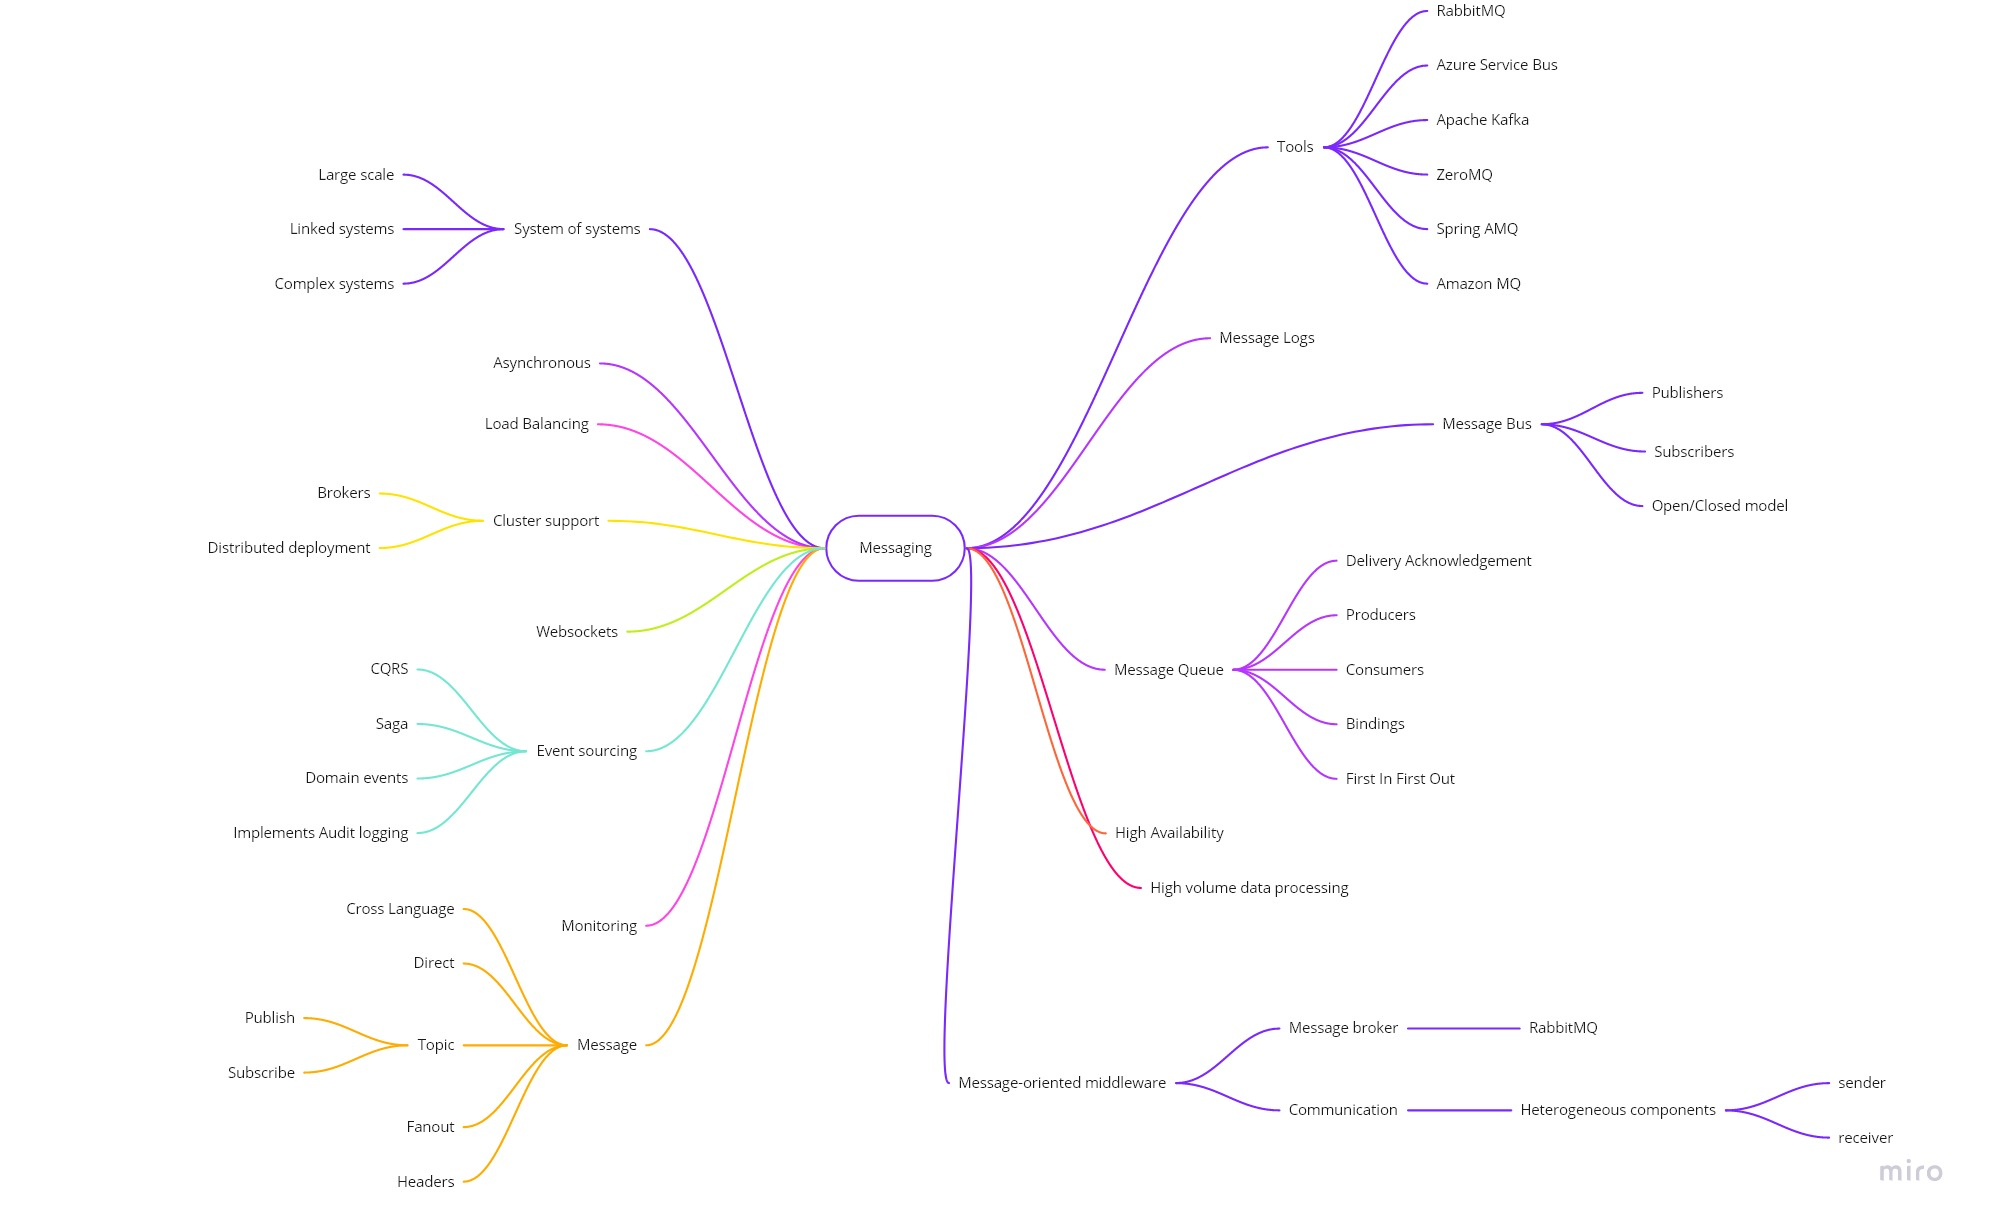 Messaging
System of systems
Large scale
Linked systems
Complex systems
Asynchronous
Load Balancing
Cluster support
Brokers
Distributed deployment
Websockets
Event sourcing
CQRS
Saga
Domain events
Implements Audit logging
Monitoring
Message
Cross Language
Direct
Topic
Publish
Subscribe
Fanout
Headers
Tools
RabbitMQ
Azure Service Bus
Apache Kafka
ZeroMQ
Spring AMQ
Amazon MQ
Message Logs
Message Bus
Publishers
Subscribers
Open/Closed model
Message Queue
Delivery Acknowledgement
Producers
Consumers
Bindings
First In First Out
High Availability
High volume data processing
Message-oriented middleware
Message broker
RabbitMQ
Communication
Heterogeneous components
sender
receiver
miro